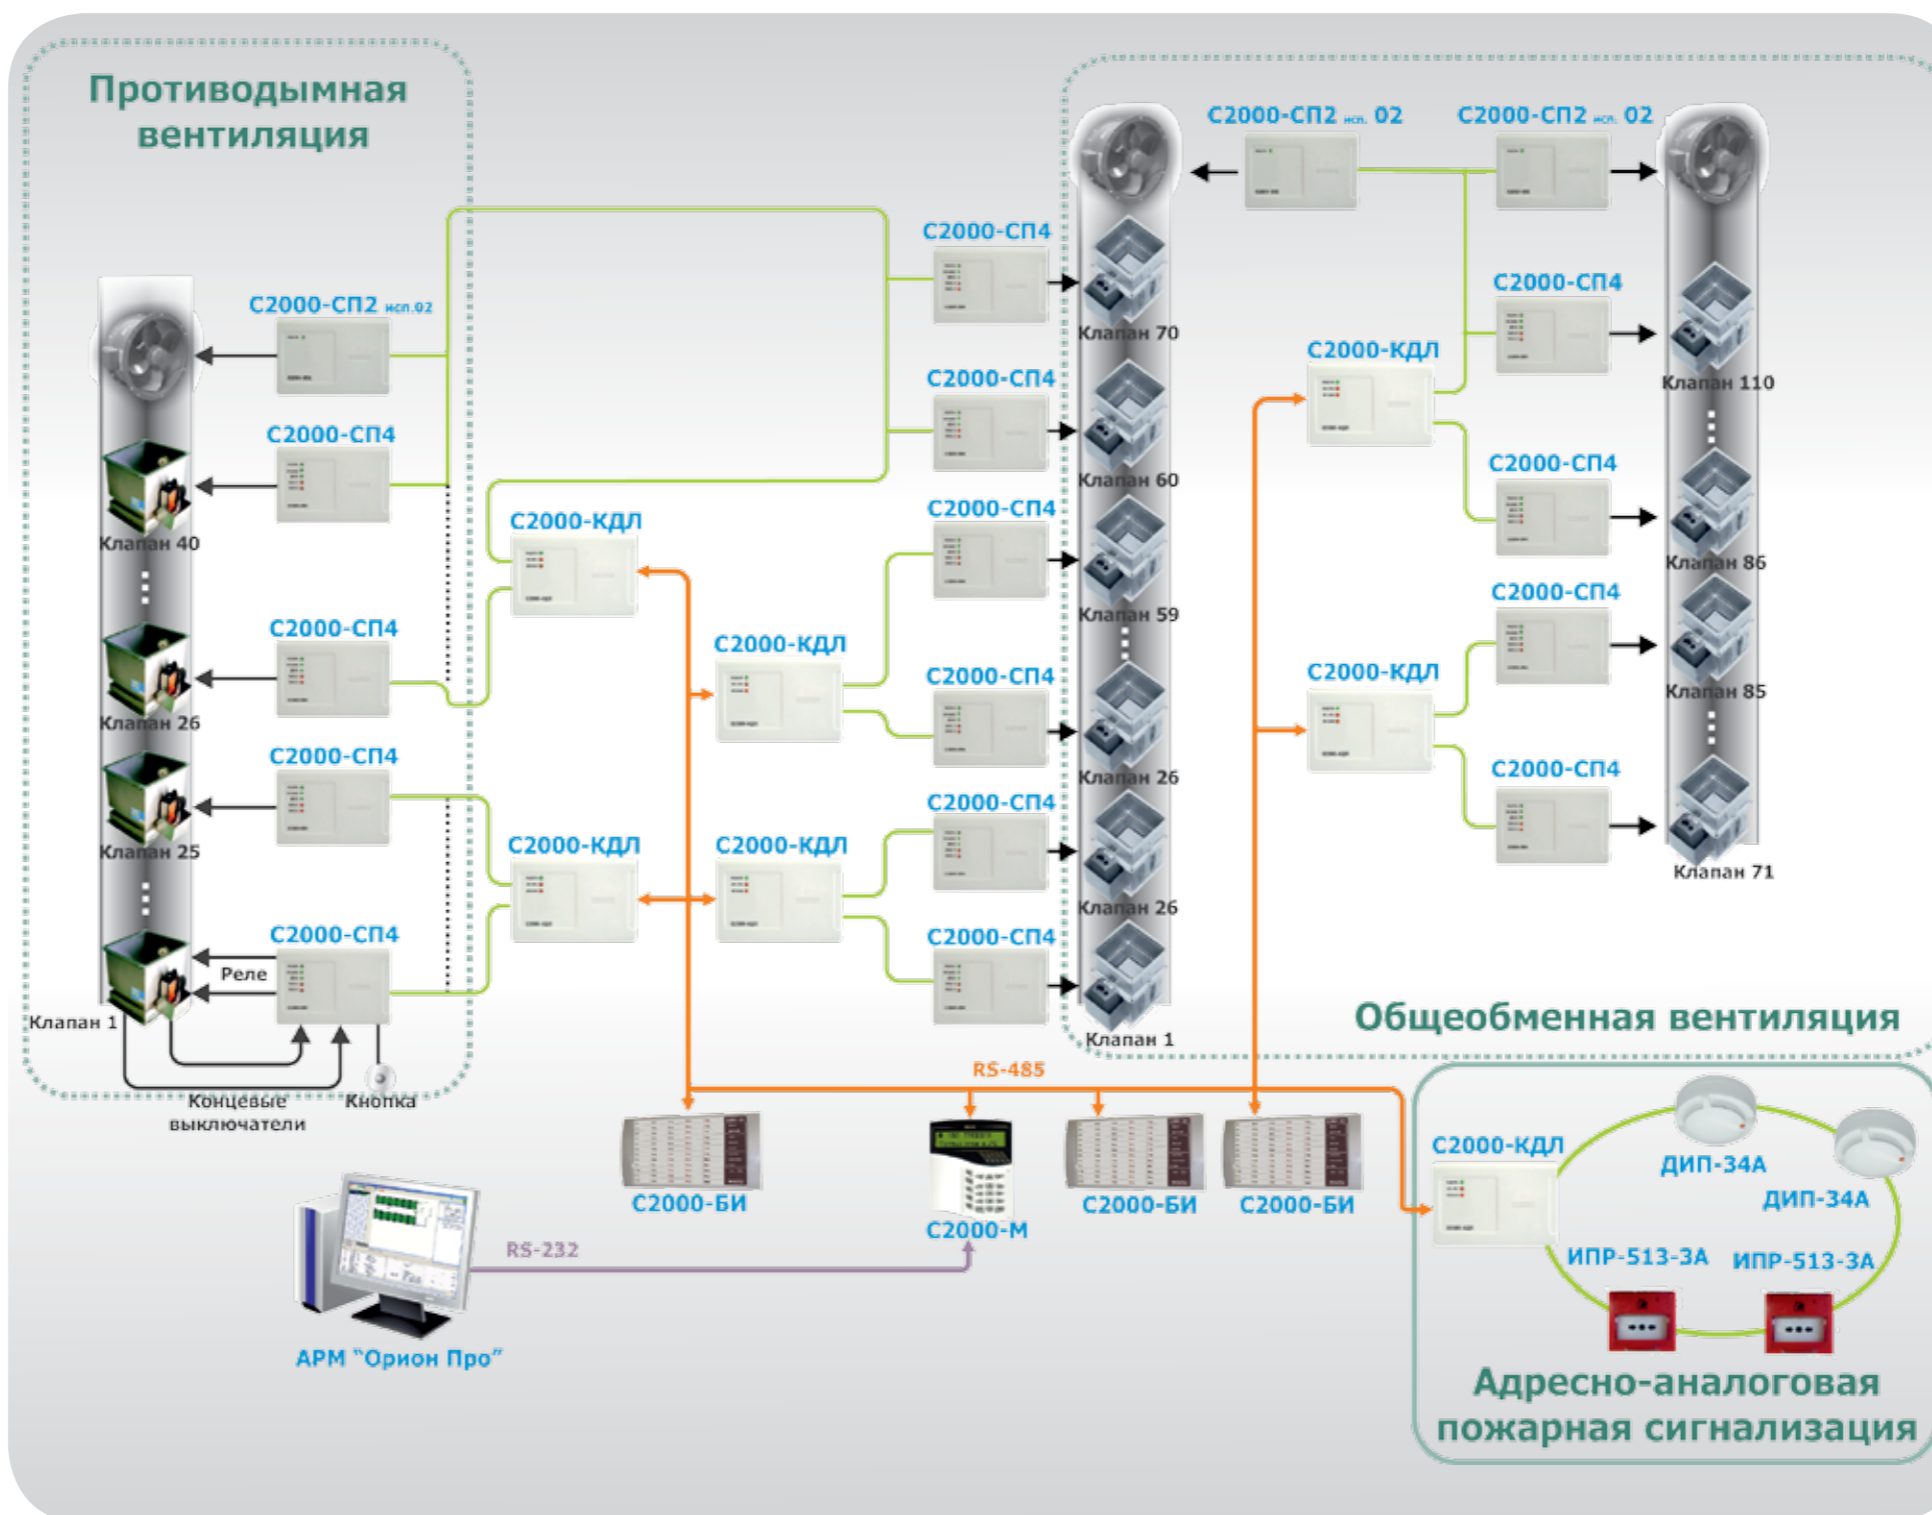 Противодымная
вентиляция
С2000-СП2 исп.02
С2000-СП4
Клапан 40
С2000-СП4
Клапан 26
С2000-СП4
Клапан 25
С2000-СП4
Реле
Клапан 1
Концевые
выключатели
Кнопка
С2000-КДЛ
С2000-КДЛ
С2000-КДЛ
С2000-КДЛ
С2000-СП4
Клапан 70
С2000-СП4
Клапан 60
С2000-СП4
Клапан 59
С2000-СП4
Клапан 26
С2000-СП4
Клапан 26
С2000-СП4
Клапан 1
С2000-СП2 исп. 02
С2000-СП2 исп. 02
С2000-СП4
Клапан 110
С2000-КДЛ
С2000-СП4
Клапан 86
С2000-СП4
Клапан 85
С2000-КДЛ
С2000-СП4
Клапан 71
Общеобменная вентиляция
RS-485
С2000-БИ
С2000-М
С2000-БИ
С2000-БИ
RS-232
АРМ "Орион Про"
С2000-КДЛ
ДИП-34А
ДИП-34А
ИПР-513-3А
ИПР-513-3А
Адресно-аналоговая
пожарная сигнализация